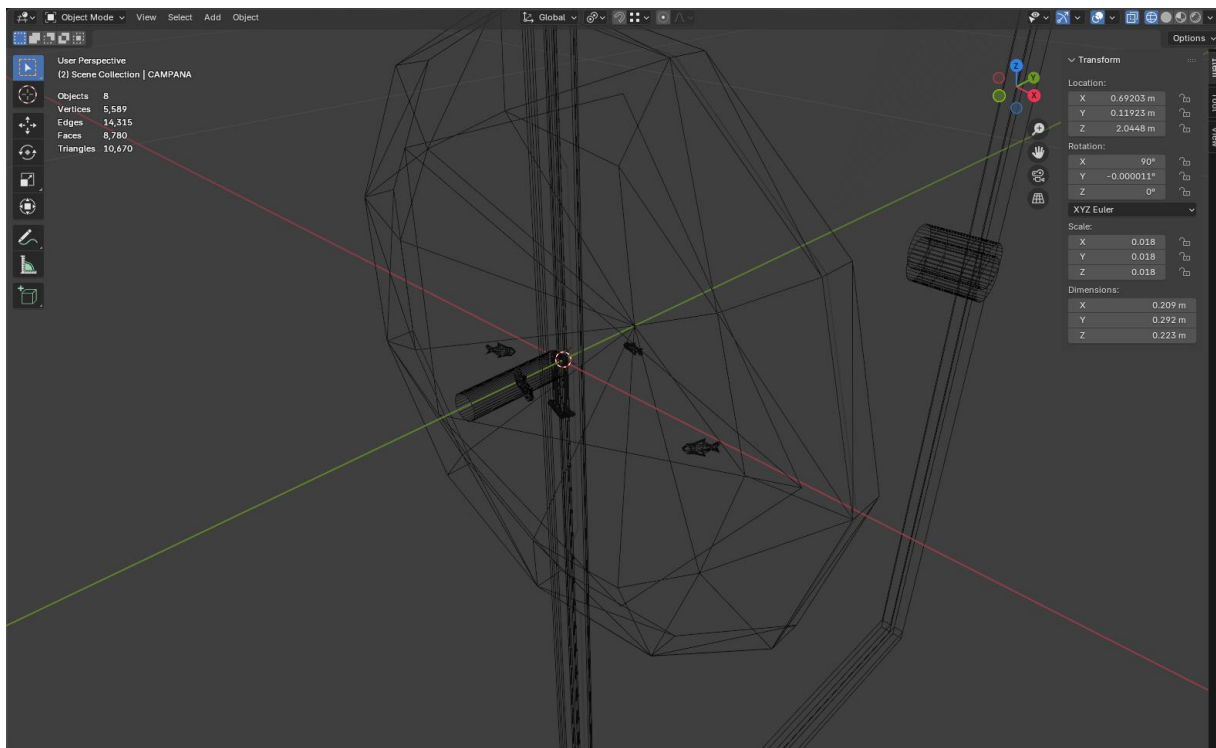 Object Mode View Select Add Object Global
Options
User Perspective
(2) Scene Collection | CAMPANA
Objects 8
Vertices 5,589
Edges 14,315
Faces 8,780
Triangles 10,670
Z
Y
X
Transform
Location:
X 0.69203 m
Y 0.11923 m
Z 2.0448 m
Rotation:
X 90°
Y -0.000011°
Z 0°
XYZ Euler
Scale:
X 0.018
Y 0.018
Z 0.018
Dimensions:
X 0.209 m
Y 0.292 m
Z 0.223 m
Item
Tool
View